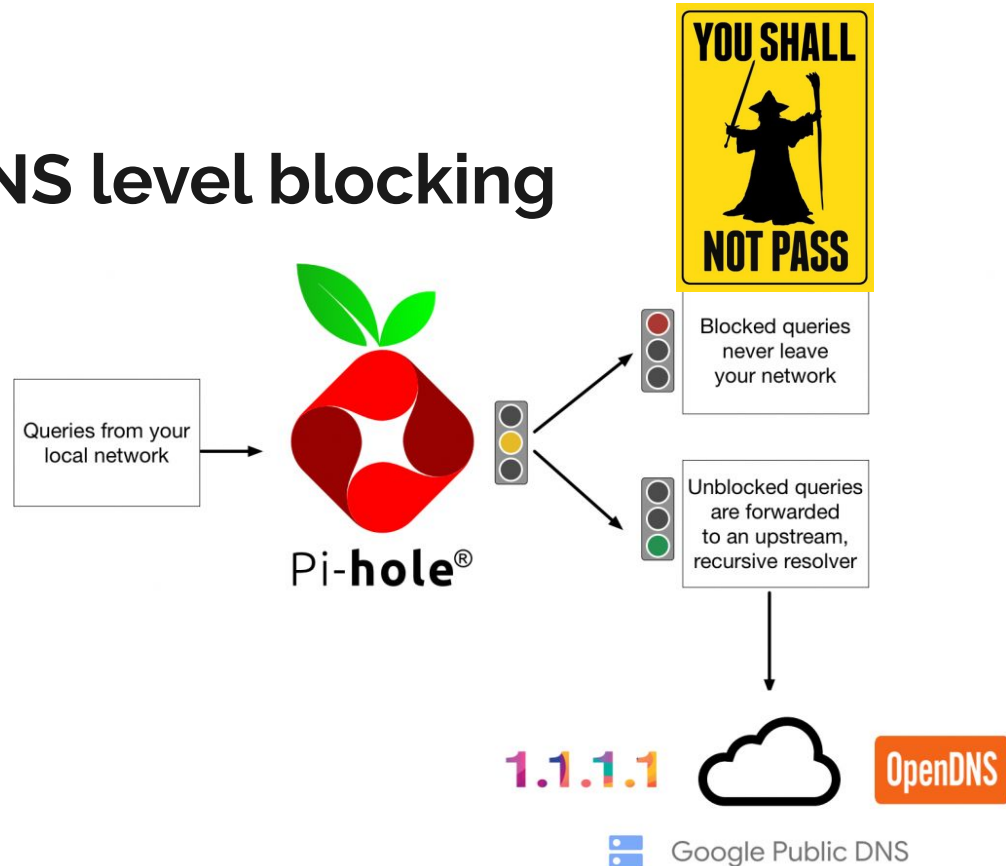 YOU SHALL
NOT PASS
NS level blocking
Queries from your
local network
Pi-hole®
Blocked queries
never leave
your network
Unblocked queries
are forwarded
to an upstream,
recursive resolver
1.1.1.1
OpenDNS
Google Public DNS